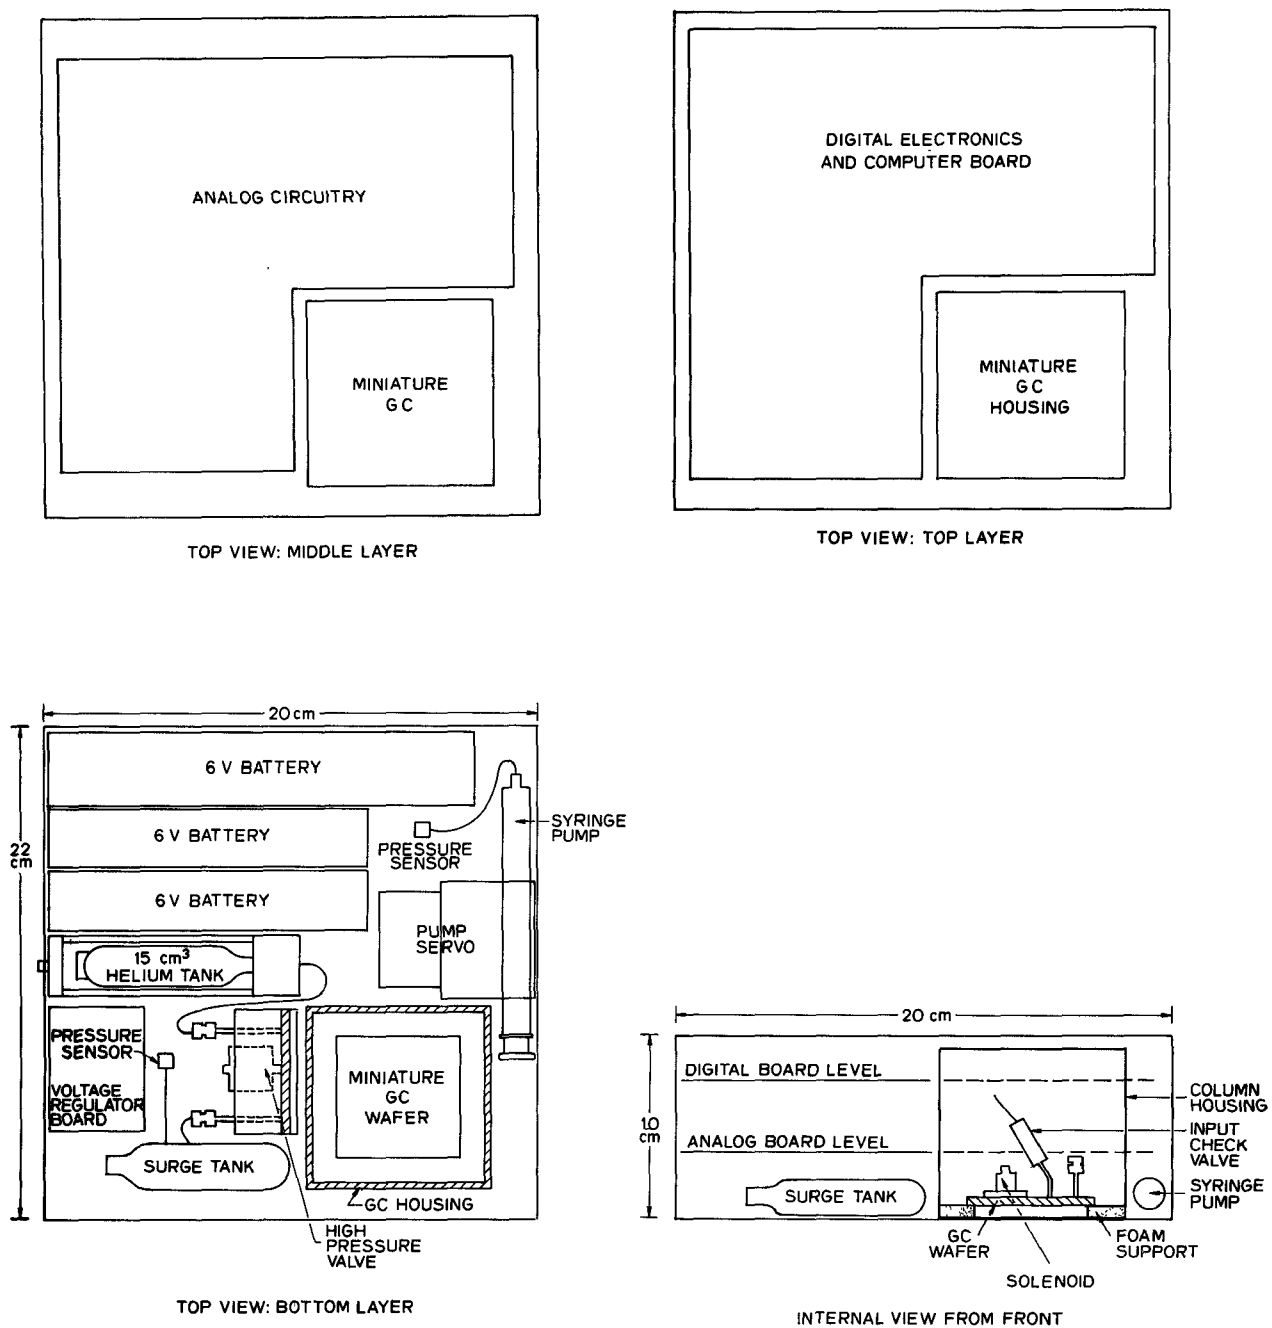 ANALOG CIRCUITRY
MINIATURE
GC
TOP VIEW: MIDDLE LAYER
DIGITAL ELECTRONICS
AND COMPUTER BOARD
MINIATURE
GC
HOUSING
TOP VIEW: TOP LAYER
20 cm
22
cm
6 V BATTERY
6 V BATTERY
6 V BATTERY
SYRINGE
PUMP
PRESSURE
SENSOR
PUMP
SERVO
15 cm³
HELIUM TANK
PRESSURE
SENSOR
VOLTAGE
REGULATOR
BOARD
MINIATURE
GC
WAFER
SURGE TANK
GC HOUSING
HIGH
PRESSURE
VALVE
TOP VIEW: BOTTOM LAYER
20 cm
10
cm
DIGITAL BOARD LEVEL
ANALOG BOARD LEVEL
SURGE TANK
COLUMN
HOUSING
INPUT
CHECK
VALVE
SYRINGE
PUMP
GC
WAFER
FOAM
SUPPORT
SOLENOID
INTERNAL VIEW FROM FRONT